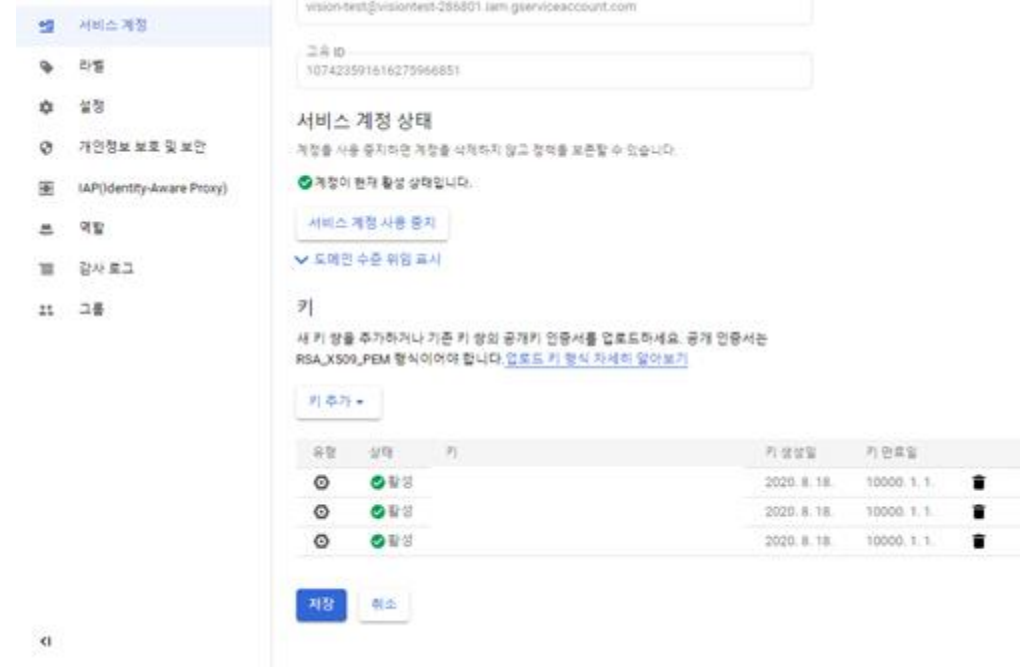 vision-test@visiontest-286801.iam.gserviceaccount.com
서비스 계정
고유 ID
107423591616275966851
라벨
설정
서비스 계정 상태
개인정보 보호 및 보안
계정을 사용 중지하면 계정을 삭제하지 않고 정책을 보존할 수 있습니다.
IAP(Identity-Aware Proxy)
계정이 현재 활성 상태입니다.
역할
서비스 계정 사용 중지
감사 로그
도메인 수준 위임 표시
그룹
키
새 키 쌍을 추가하거나 기존 키 쌍의 공개키 인증서를 업로드하세요. 공개 인증서는
RSA_X509_PEM 형식이어야 합니다. 업로드 키 형식 자세히 알아보기
키 추가
유형 상태 키 키 생성일 키 만료일
활성 2020. 8. 18. 10000. 1. 1.
활성 2020. 8. 18. 10000. 1. 1.
활성 2020. 8. 18. 10000. 1. 1.
저장 취소